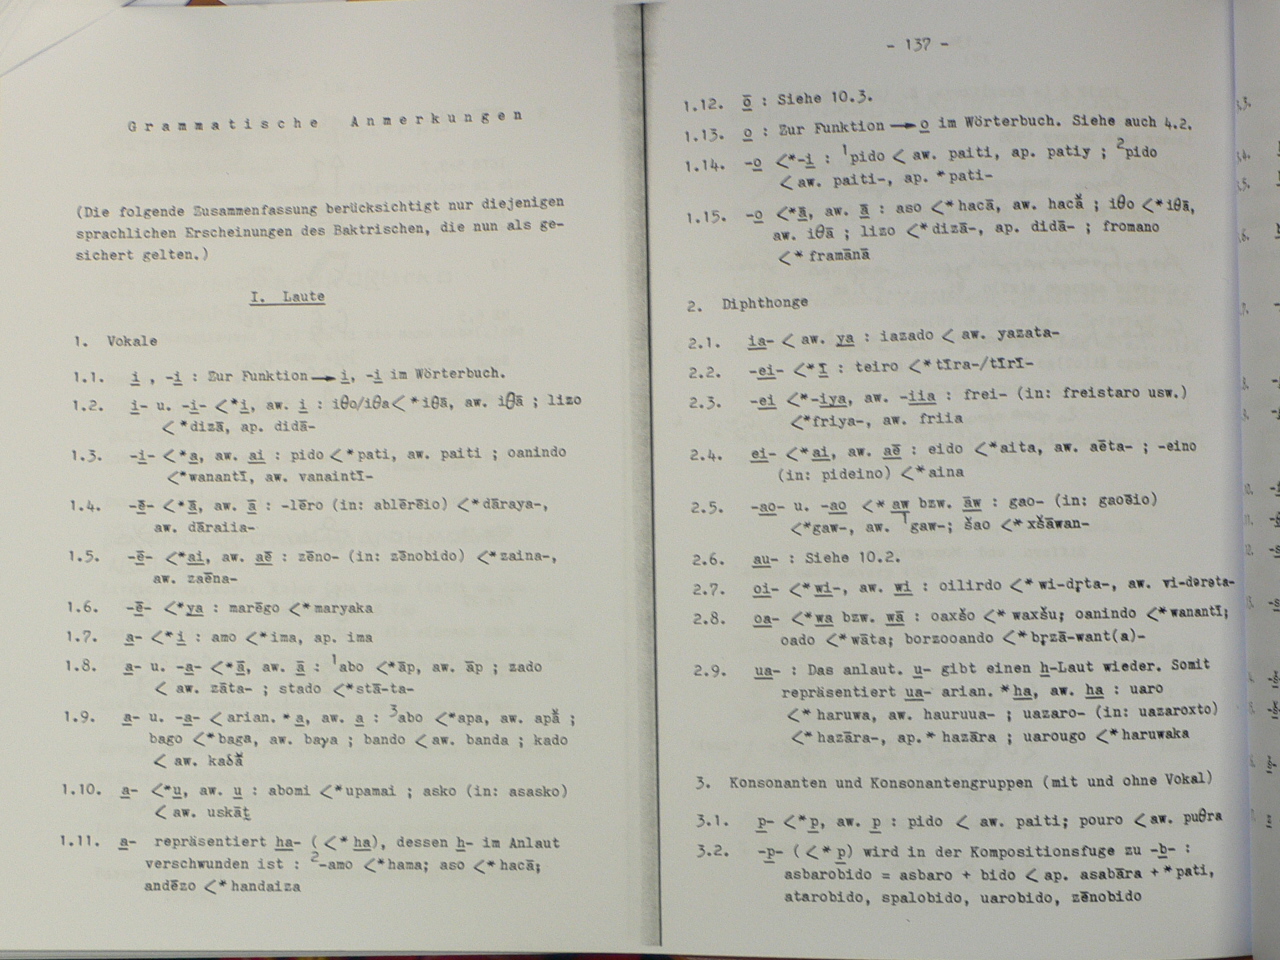 Grammatische Anmerkungen
(Die folgende Zusammenfassung berücksichtigt nur diejenigen
sprachlichen Erscheinungen des Baktrischen, die nun als ge-
sichert gelten.)
I. Laute
1. Vokale
1.1. i , -i : Zur Funktion → i, -i im Wörterbuch.
1.2. i- u. -i- <*i, aw. i : iθo/iθa<*iθā, aw. iθā ; lizo
<*dizā, ap. didā-
1.3. -i- <*a, aw. ai : pido <*pati, aw. paiti ; oanindo
<*wanantī, aw. vanaintī-
1.4. -ē- <*ā, aw. ā : -lēro (in: ablērēio) <*dāraya-,
aw. dāraiia-
1.5. -ē- <*ai, aw. aē : zēno- (in: zēnobido) <*zaina-,
aw. zaēna-
1.6. -ē- <*ya : marēgo <*maryaka
1.7. a- <*i : amo <*ima, ap. ima
1.8. a- u. -a- <*ā, aw. ā : ¹abo <*āp, aw. āp ; zado
< aw. zāta- ; stado <*stā-ta-
1.9. a- u. -a- < arian. *a, aw. a : ³abo <*apa, aw. apā̆ ;
bago <*baga, aw. baγa ; bando < aw. banda ; kado
< aw. kaδā̆
1.10. a- <*u, aw. u : abomi <*upamai ; asko (in: asasko)
< aw. uskāt̰
1.11. a- repräsentiert ha- (<*ha), dessen h- im Anlaut
verschwunden ist : ²-amo <*hama; aso <*hacā;
andēzo <*handaiza
- 137 -
1.12. ō : Siehe 10.3.
1.13. o : Zur Funktion → o im Wörterbuch. Siehe auch 4.2.
1.14. -o <*-i : ¹pido < aw. paiti, ap. patiy ; ²pido
< aw. paiti-, ap. *pati-
1.15. -o <*ā, aw. ā : aso <*hacā, aw. hacā̆ ; iθo <*iθā,
aw. iθā ; lizo <*dizā-, ap. didā- ; fromano
<*framānā
2. Diphthonge
2.1. ia- < aw. ya : iazado < aw. yazata-
2.2. -ei- <*ī : teiro <*tīra-/tīrī-
2.3. -ei <*-iya, aw. -iia : frei- (in: freistaro usw.)
<*friya-, aw. friia
2.4. ei- <*ai, aw. aē : eido <*aita, aw. aēta- ; -eino
(in: pideino) <*aina
2.5. -ao- u. -ao <*aw bzw. āw : gao- (in: gaošio)
<*gaw-, aw. ¹gaw-; šao <*xšāwan-
2.6. au- : Siehe 10.2.
2.7. oi- <*wi-, aw. wi : oilirdo <*wi-dr̥ta-, aw. vi-dərəta-
2.8. oa- <*wa bzw. wā : oaxšo <*waxšu; oanindo <*wanantī;
oado <*wāta; borzooando <*br̥zā-want(a)-
2.9. ua- : Das anlaut. u- gibt einen h-Laut wieder. Somit
repräsentiert ua- arian. *ha, aw. ha : uaro
<*haruwa, aw. hauruua- ; uazaro- (in: uazaroxto)
<*hazāra-, ap.*hazāra ; uarougo <*haruwaka
3. Konsonanten und Konsonantengruppen (mit und ohne Vokal)
3.1. p- <*p, aw. p : pido < aw. paiti; pouro < aw. puθra
3.2. -p- (<*p) wird in der Kompositionsfuge zu -b- :
asbarobido = asbaro + bido < ap. asabāra +*pati,
atarobido, spalobido, uarobido, zēnobido